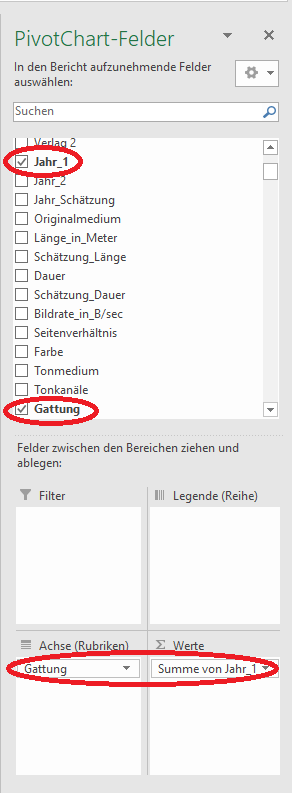 PivotChart-Felder
In den Bericht aufzunehmende Felder
auswählen:
Suchen
Verlag 2
Jahr_1
Jahr_2
Jahr_Schätzung
Originalmedium
Länge_in_Meter
Schätzung_Länge
Dauer
Schätzung_Dauer
Bildrate_in_B/sec
Seitenverhältnis
Farbe
Tonmedium
Tonkanäle
Gattung
Felder zwischen den Bereichen ziehen und
ablegen:
Filter
Legende (Reihe)
Achse (Rubriken)
Σ Werte
Gattung
Summe von Jahr_1